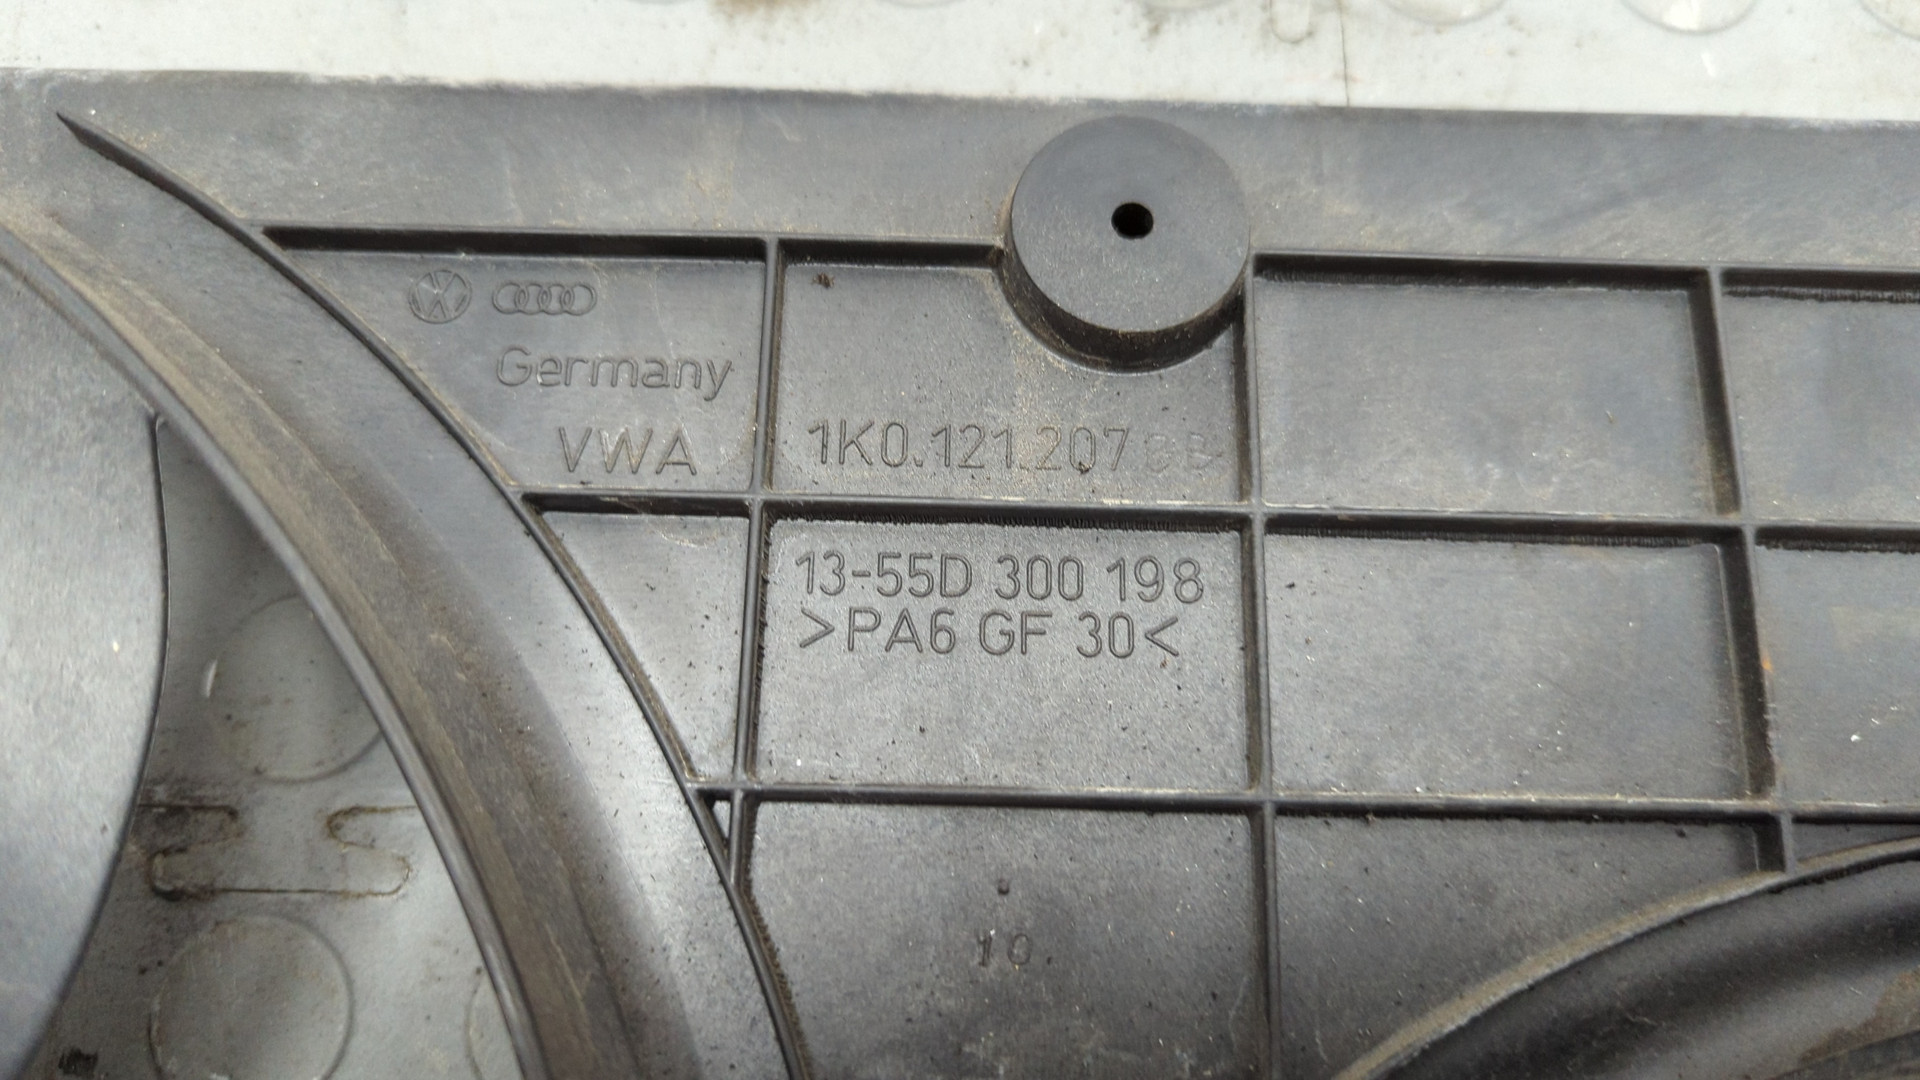 Germany
VWA
1K0.121.207
13-55D 300 198
>PA6 GF 30<
10.